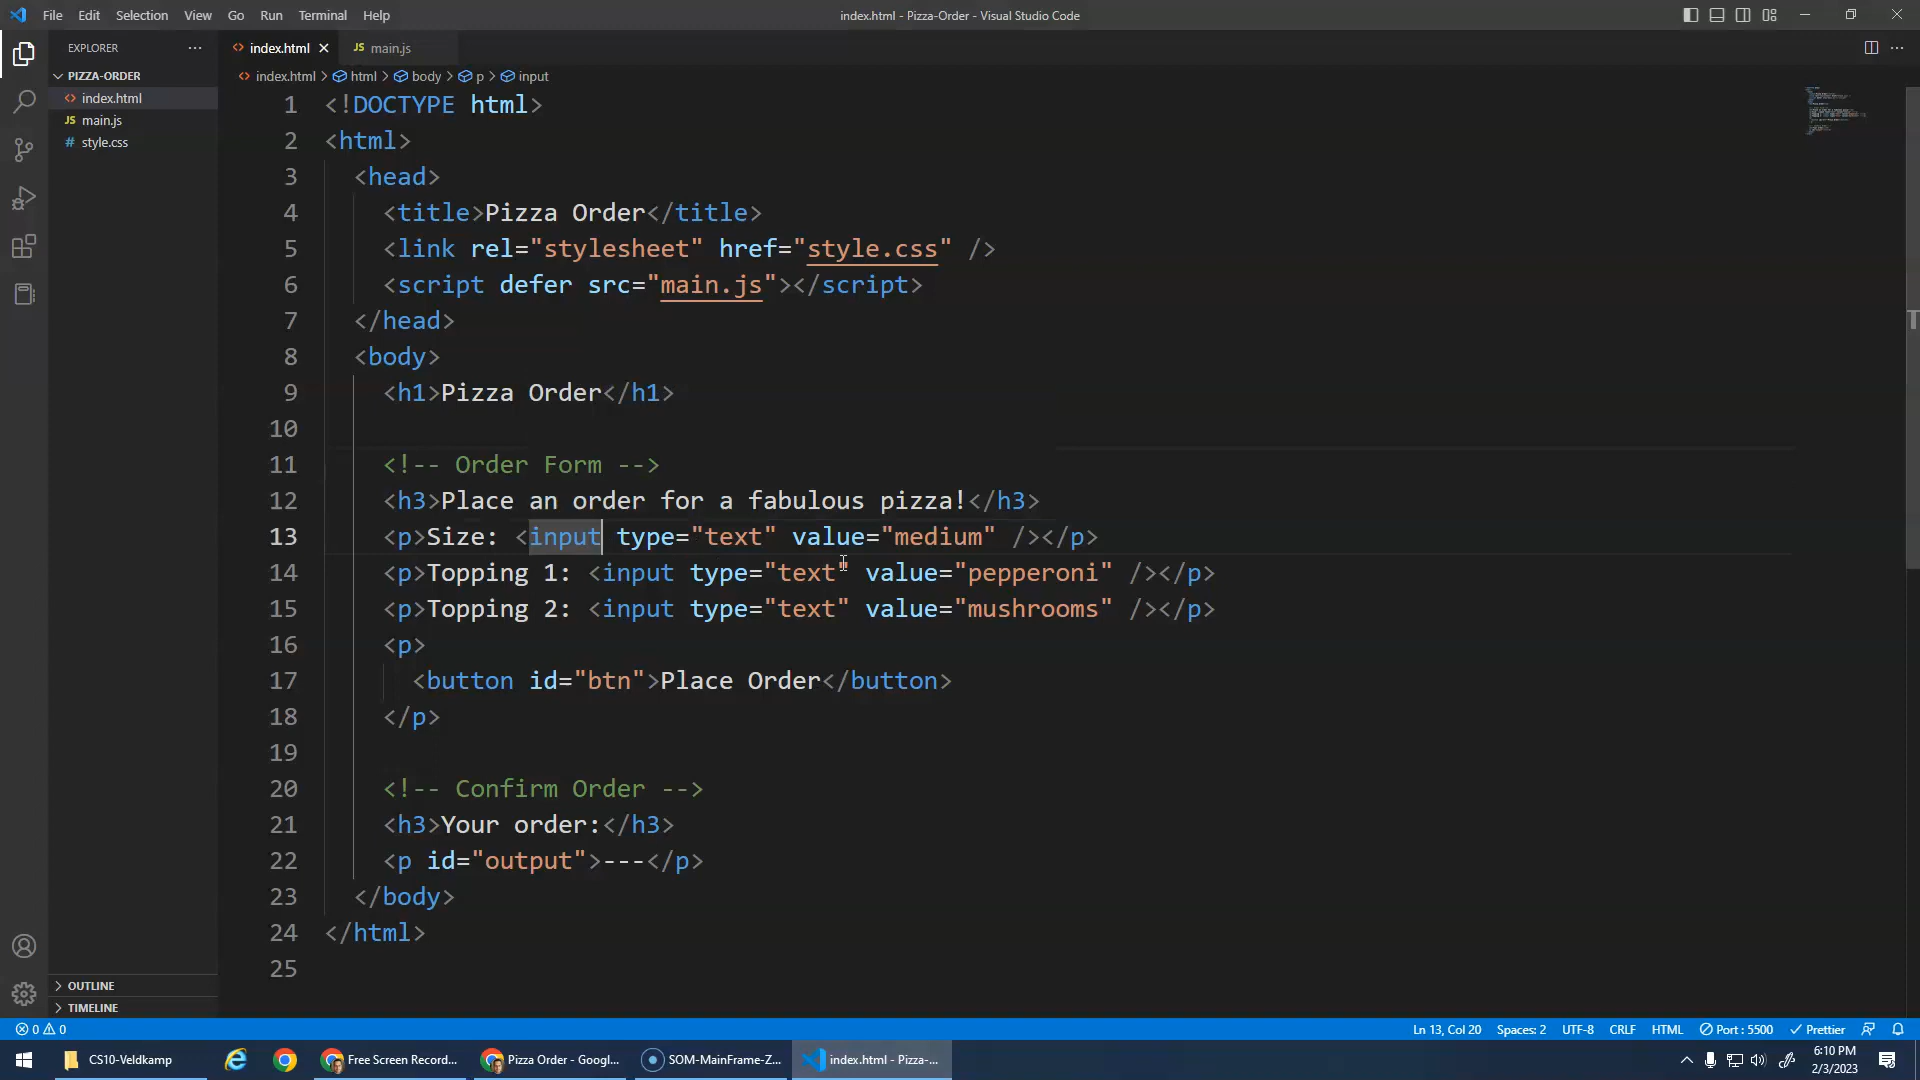 File Edit Selection View Go Run Terminal Help
index.html - Pizza-Order - Visual Studio Code
EXPLORER
PIZZA-ORDER
index.html
JS main.js
# style.css
OUTLINE
TIMELINE
index.html
JS main.js
index.html > html > body > p > input
1 <!DOCTYPE html>
2 <html>
3 <head>
4 <title>Pizza Order</title>
5 <link rel="stylesheet" href="style.css" />
6 <script defer src="main.js"></script>
7 </head>
8 <body>
9 <h1>Pizza Order</h1>
10
11 <!-- Order Form -->
12 <h3>Place an order for a fabulous pizza!</h3>
13 <p>Size: <input type="text" value="medium" /></p>
14 <p>Topping 1: <input type="text" value="pepperoni" /></p>
15 <p>Topping 2: <input type="text" value="mushrooms" /></p>
16 <p>
17 <button id="btn">Place Order</button>
18 </p>
19
20 <!-- Confirm Order -->
21 <h3>Your order:</h3>
22 <p id="output">---</p>
23 </body>
24 </html>
25
0 0
Ln 13, Col 20 Spaces: 2 UTF-8 CRLF HTML Port : 5500 Prettier
CS10-Veldkamp
Free Screen Record...
Pizza Order - Googl...
SOM-MainFrame-Z...
index.html - Pizza-...
6:10 PM
2/3/2023